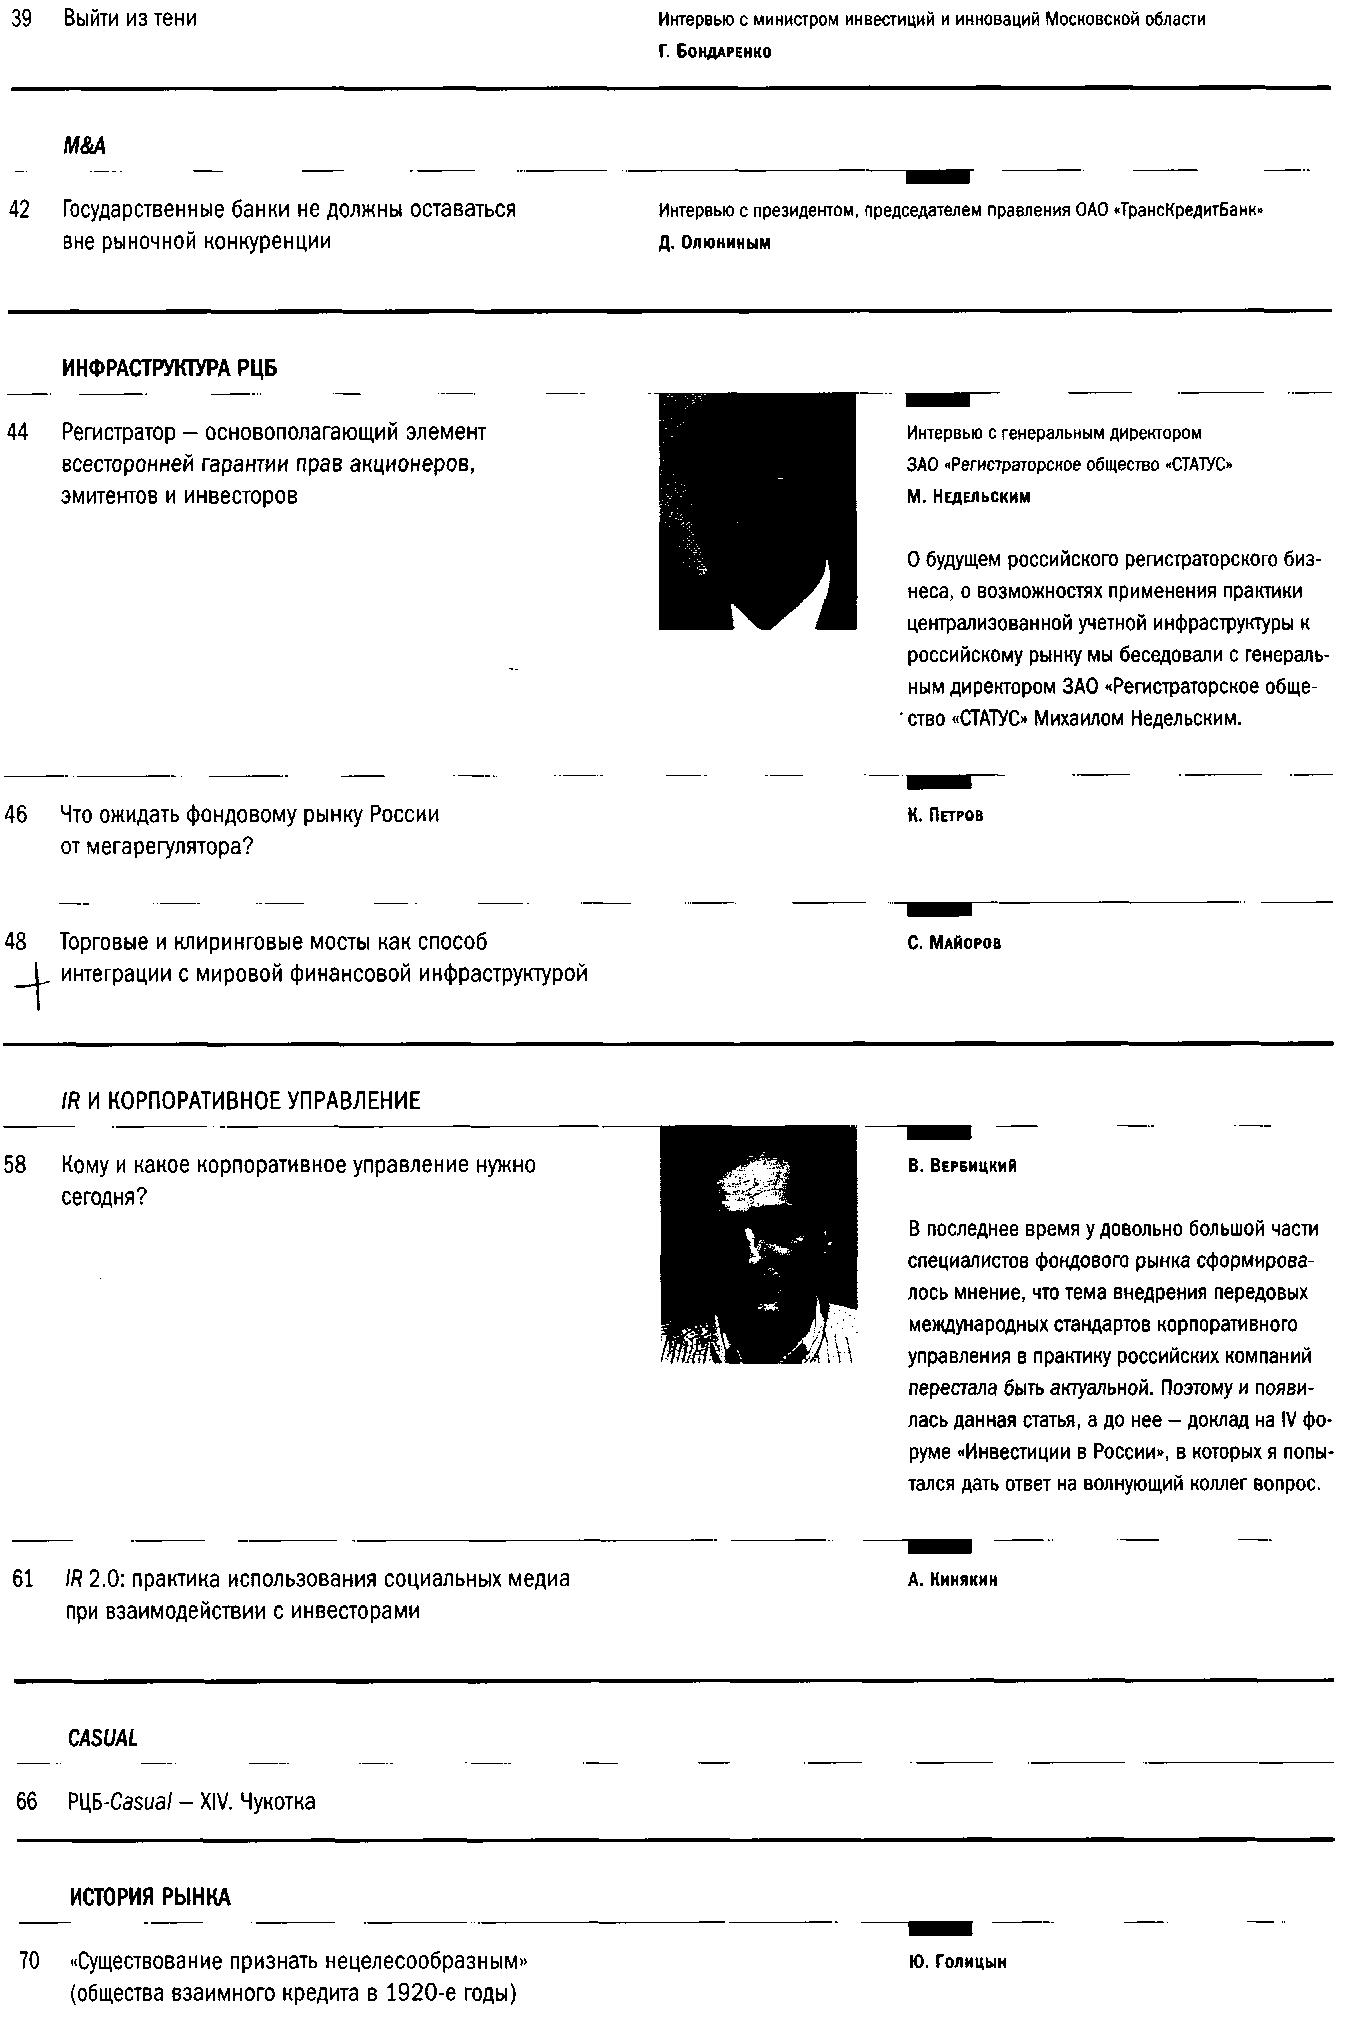 39 Выйти из тени
Интервью с министром инвестиций и инноваций Московской области
Г. Бондаренко
M&A
42 Государственные банки не должны оставаться
вне рыночной конкуренции
Интервью с президентом, председателем правления ОАО «ТрансКредитБанк»
Д. Олюниным
ИНФРАСТРУКТУРА РЦБ
44 Регистратор — основополагающий элемент
всесторонней гарантии прав акционеров,
эмитентов и инвесторов
Интервью с генеральным директором
ЗАО «Регистраторское общество «СТАТУС»
М. Недельским
О будущем российского регистраторского биз-
неса, о возможностях применения практики
централизованной учетной инфраструктуры к
российскому рынку мы беседовали с генераль-
ным директором ЗАО «Регистраторское обще-
ство «СТАТУС» Михаилом Недельским.
46 Что ожидать фондовому рынку России
от мегарегулятора?
К. Петров
48 Торговые и клиринговые мосты как способ
интеграции с мировой финансовой инфраструктурой
С. Майоров
IR И КОРПОРАТИВНОЕ УПРАВЛЕНИЕ
58 Кому и какое корпоративное управление нужно
сегодня?
В. Вербицкий
В последнее время у довольно большой части
специалистов фондового рынка сформирова-
лось мнение, что тема внедрения передовых
международных стандартов корпоративного
управления в практику российских компаний
перестала быть актуальной. Поэтому и появи-
лась данная статья, а до нее — доклад на IV фо-
руме «Инвестиции в России», в которых я попы-
тался дать ответ на волнующий коллег вопрос.
61 IR 2.0: практика использования социальных медиа
при взаимодействии с инвесторами
А. Кинякин
CASUAL
66 РЦБ-Casual — XIV. Чукотка
ИСТОРИЯ РЫНКА
70 «Существование признать нецелесообразным»
(общества взаимного кредита в 1920-е годы)
Ю. Голицын